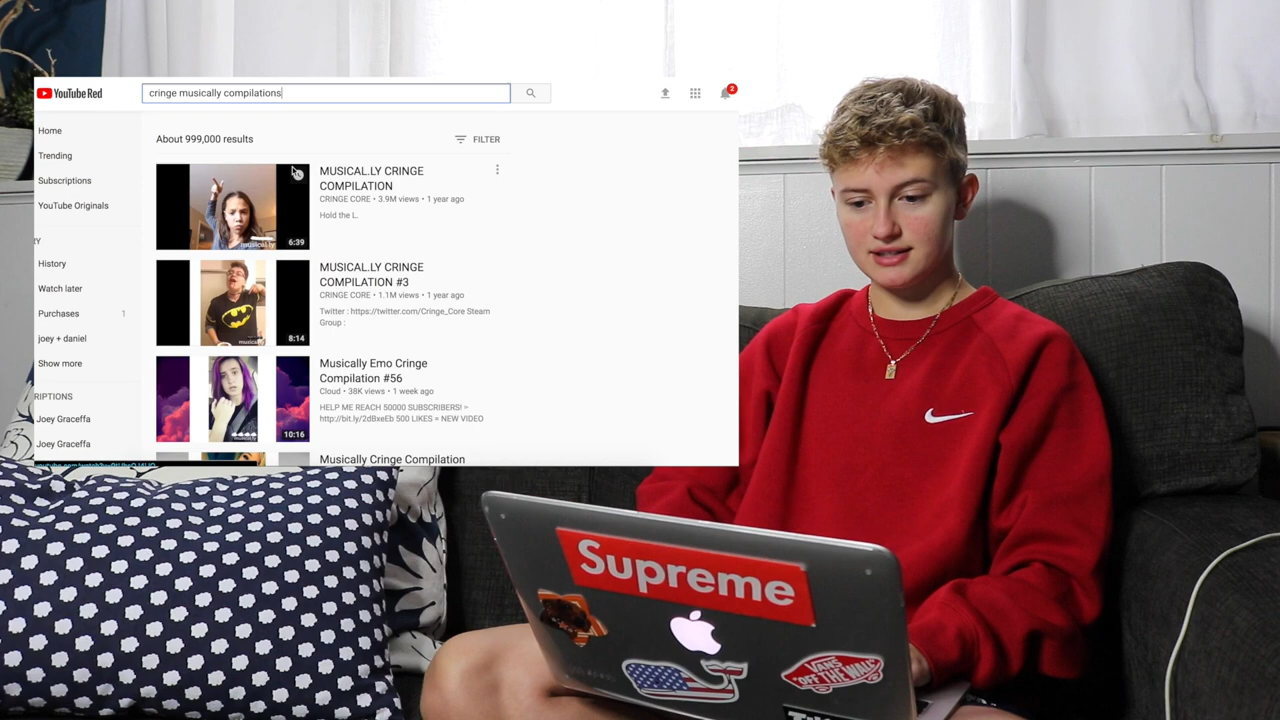 YouTube Red
cringe musically compilations
2
Home
Trending
Subscriptions
YouTube Originals
RY
History
Watch later
Purchases 1
joey + daniel
Show more
RIPTIONS
Joey Graceffa
Joey Graceffa
About 999,000 results
FILTER
MUSICAL.LY CRINGE
COMPILATION
CRINGE CORE • 3.9M views • 1 year ago
Hold the L.
musical.ly
6:39
MUSICAL.LY CRINGE
COMPILATION #3
CRINGE CORE • 1.1M views • 1 year ago
Twitter : https://twitter.com/Cringe_Core Steam
Group :
8:14
Musically Emo Cringe
Compilation #56
Cloud • 38K views • 1 week ago
HELP ME REACH 50000 SUBSCRIBERS! >
http://bit.ly/2dBxeEb 500 LIKES = NEW VIDEO
10:16
Musically Cringe Compilation
Supreme
VANS
"OFF THE WALL"